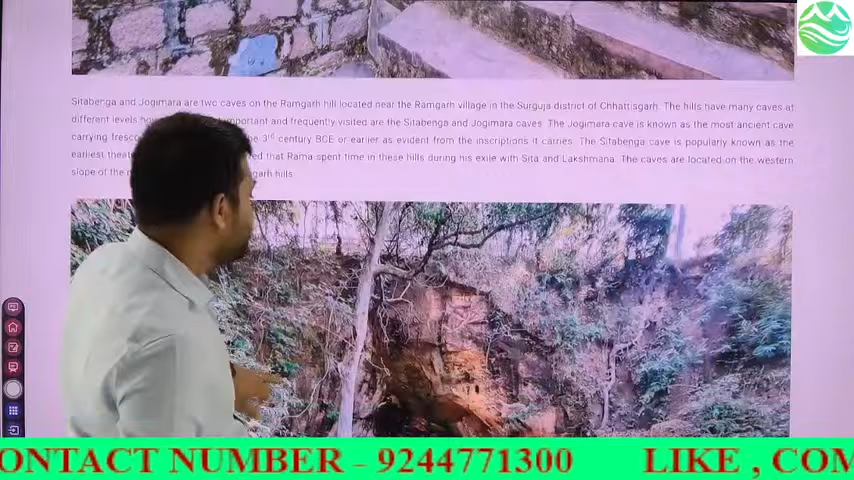 Sitabenga and Jogimara are two caves on the Ramgarh hill located near the Ramgarh village in the Surguja district of Chhattisgarh. The hills have many caves at
different levels important and frequently visited are the Sitabenga and Jogimara caves. The Jogimara cave is known as the most ancient cave
carrying 3rd century BCE or earlier as evident from the inscriptions it carries. The Sitabenga cave is popularly known as the
earliest that Rama spent time in these hills during his exile with Sita and Lakshmana. The caves are located on the western
slope of the hills.
ONTACT NUMBER - 9244771300 LIKE , COM